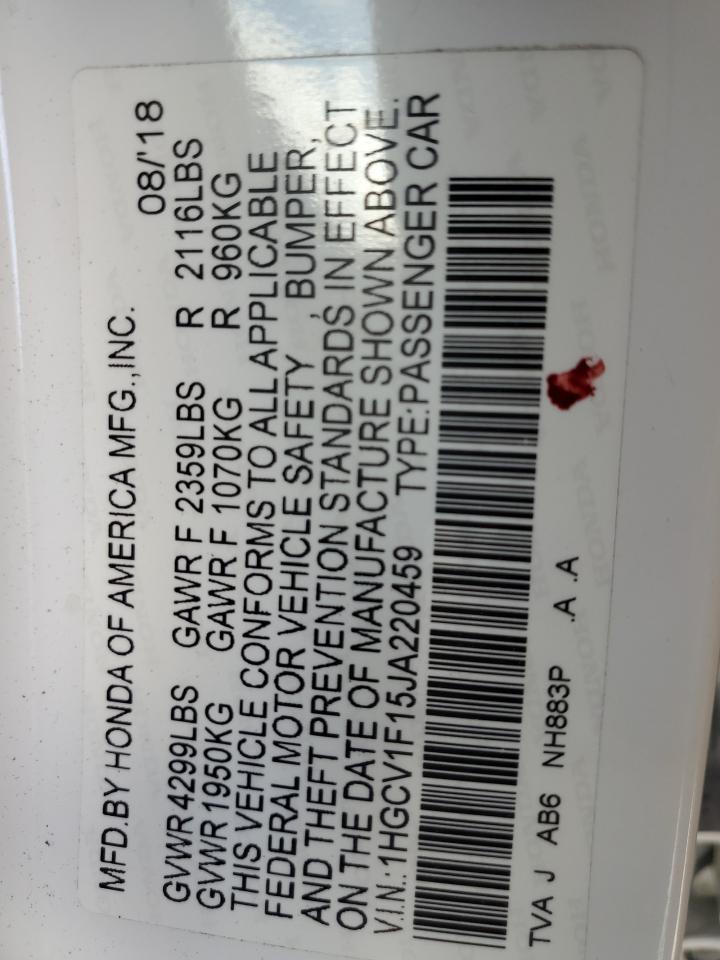 MFD.BY HONDA OF AMERICA MFG.,INC.
08/'18
GVWR 4299LBS GAWR F 2359LBS R 2116LBS
GVWR 1950KG GAWR F 1070KG R 960KG
THIS VEHICLE CONFORMS TO ALL APPLICABLE
FEDERAL MOTOR VEHICLE SAFETY , BUMPER,
AND THEFT PREVENTION STANDARDS IN EFFECT
ON THE DATE OF MANUFACTURE SHOWN ABOVE.
V.I.N.:1HGCV1F15JA220459 TYPE:PASSENGER CAR
TVA J AB6 NH883P .A .A